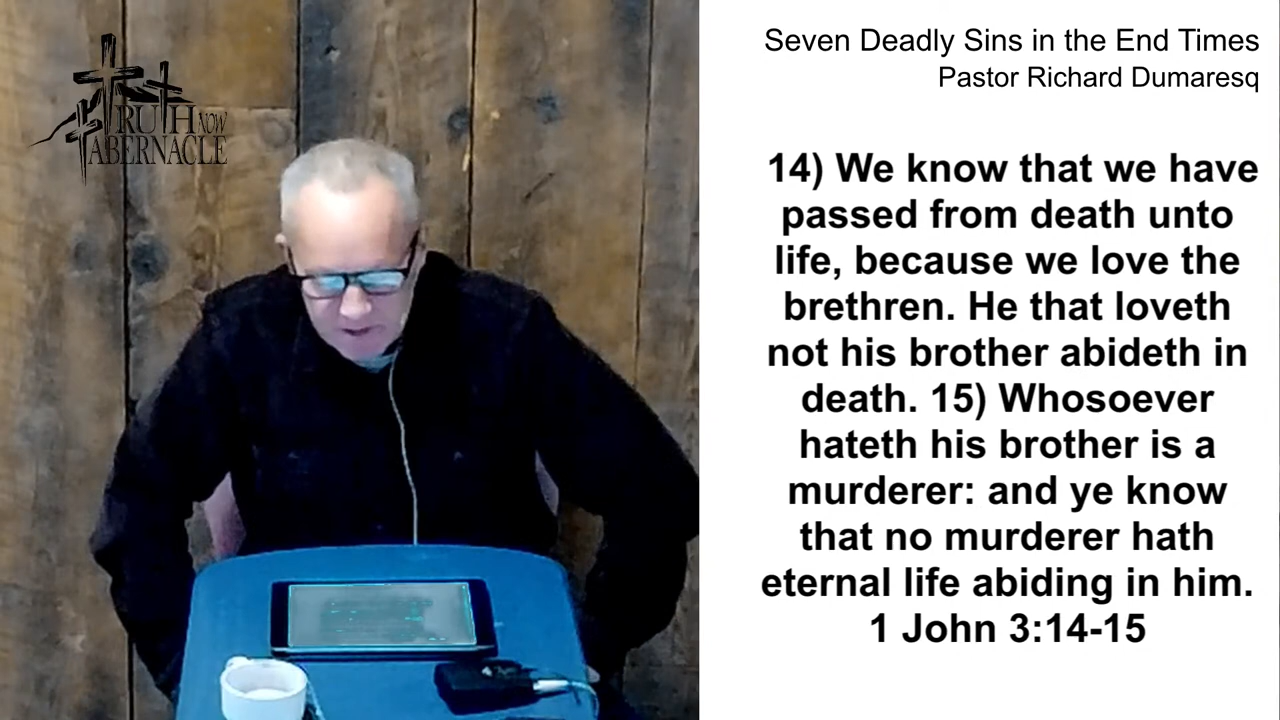 TRUTH NOW
TABERNACLE
Seven Deadly Sins in the End Times
Pastor Richard Dumaresq
14) We know that we have
passed from death unto
life, because we love the
brethren. He that loveth
not his brother abideth in
death. 15) Whosoever
hateth his brother is a
murderer: and ye know
that no murderer hath
eternal life abiding in him.
1 John 3:14-15